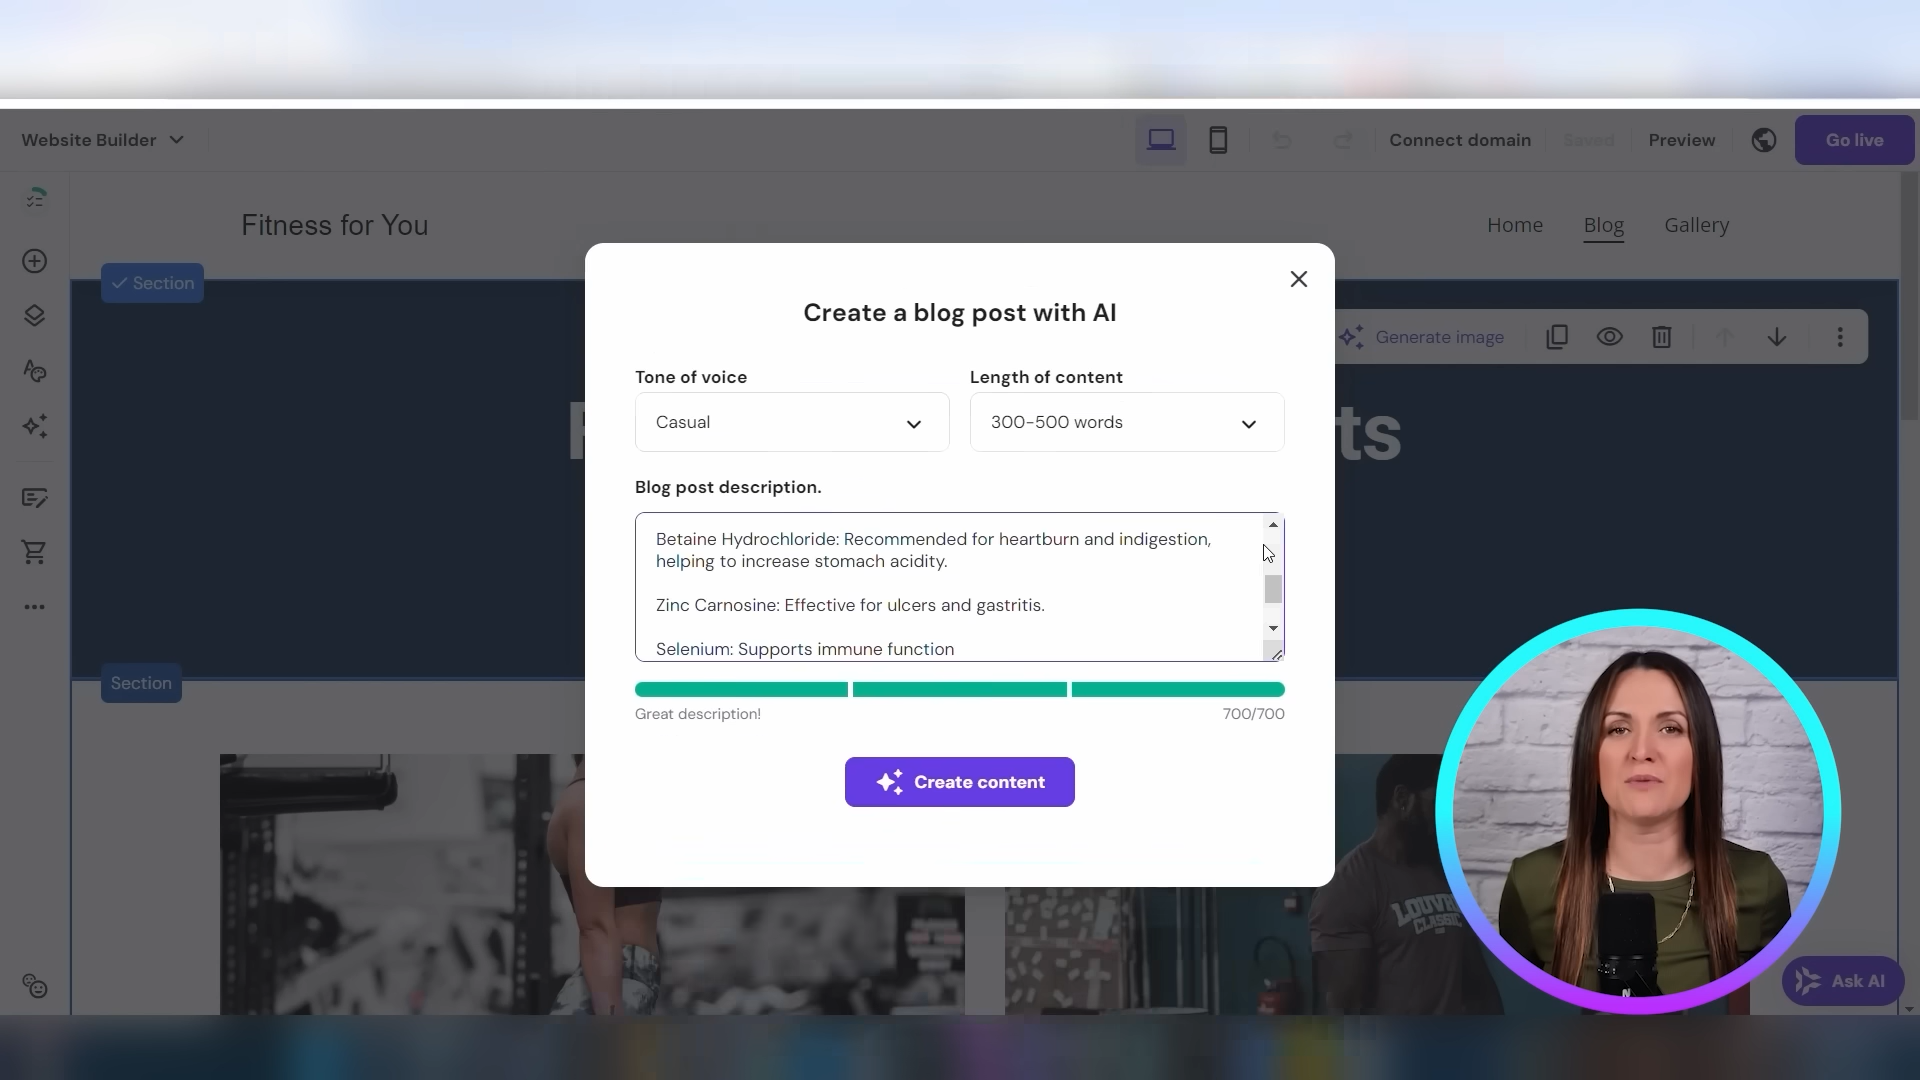 Website Builder
Connect domain
Saved
Preview
Go live
Fitness for You
Home
Blog
Gallery
Section
Generate image
ts
Create a blog post with AI
Tone of voice
Length of content
Casual
300-500 words
Blog post description.
Betaine Hydrochloride: Recommended for heartburn and indigestion,
helping to increase stomach acidity.
Zinc Carnosine: Effective for ulcers and gastritis.
Selenium: Supports immune function
Great description!
700/700
Create content
Section
LOUVRE
CLASSIC
Ask AI